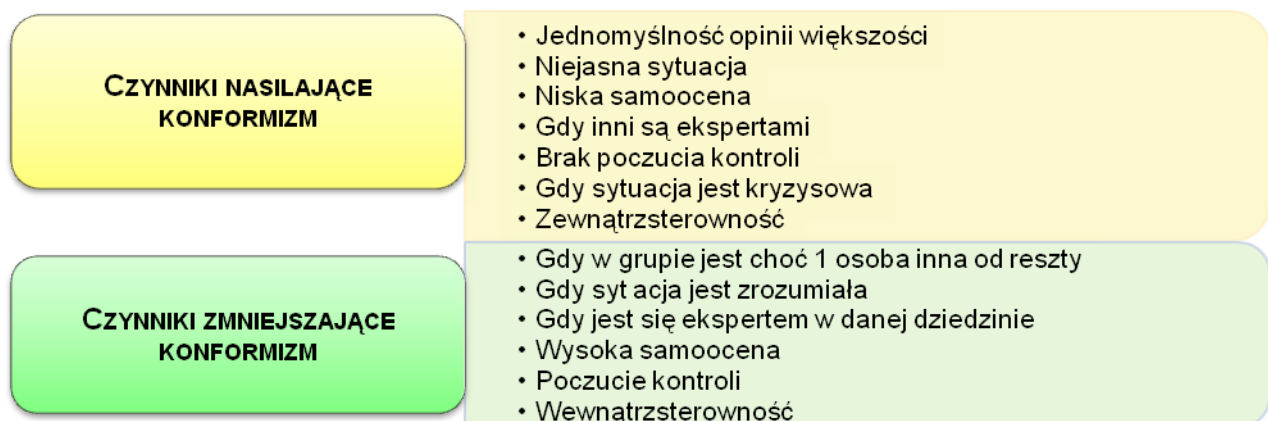 CZYNNIKI NASILAJĄCE
KONFORMIZM
• Jednomyślność opinii większości
• Niejasna sytuacja
• Niska samoocena
• Gdy inni są ekspertami
• Brak poczucia kontroli
• Gdy sytuacja jest kryzysowa
• Zewnątrzsterowność
CZYNNIKI ZMNIEJSZAJĄCE
KONFORMIZM
• Gdy w grupie jest choć 1 osoba inna od reszty
• Gdy syt acja jest zrozumiała
• Gdy jest się ekspertem w danej dziedzinie
• Wysoka samoocena
• Poczucie kontroli
• Wewnatrzsterowność